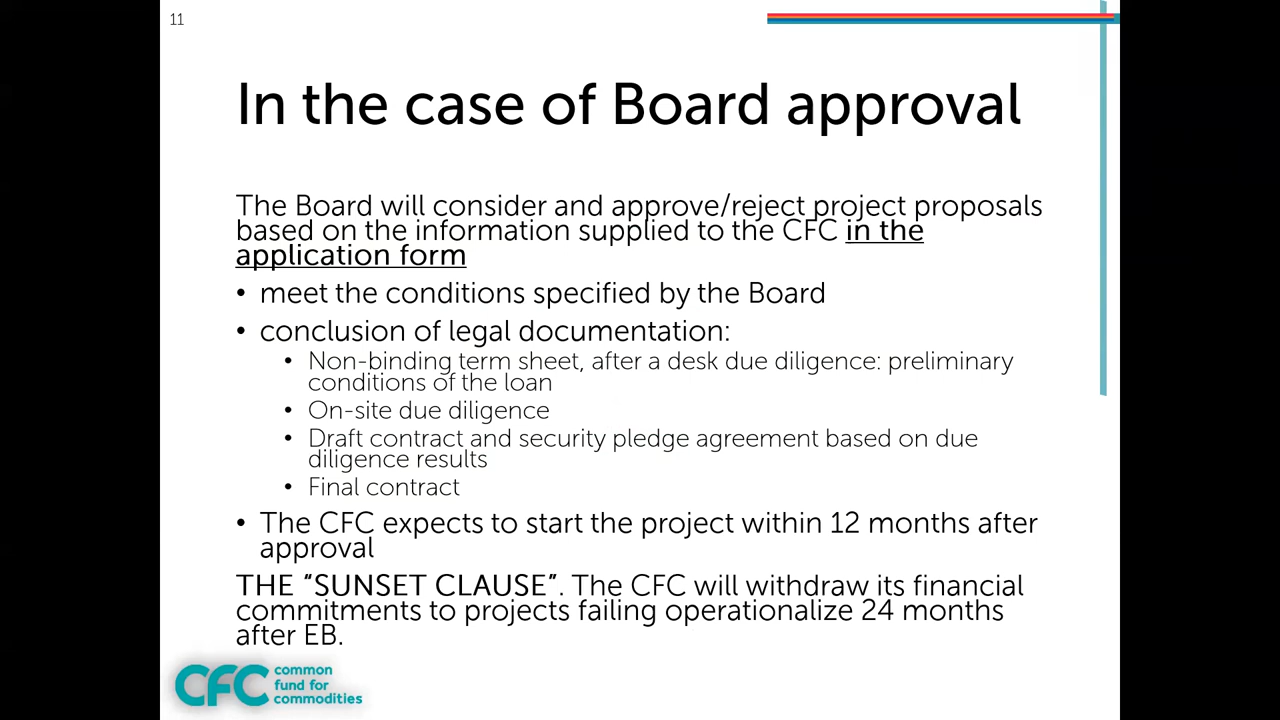 11
In the case of Board approval
The Board will consider and approve/reject project proposals
based on the information supplied to the CFC in the
application form
• meet the conditions specified by the Board
• conclusion of legal documentation:
• Non-binding term sheet, after a desk due diligence: preliminary
conditions of the loan
• On-site due diligence
• Draft contract and security pledge agreement based on due
diligence results
• Final contract
• The CFC expects to start the project within 12 months after
approval
THE “SUNSET CLAUSE”. The CFC will withdraw its financial
commitments to projects failing operationalize 24 months
after EB.
CFC common
fund for
commodities